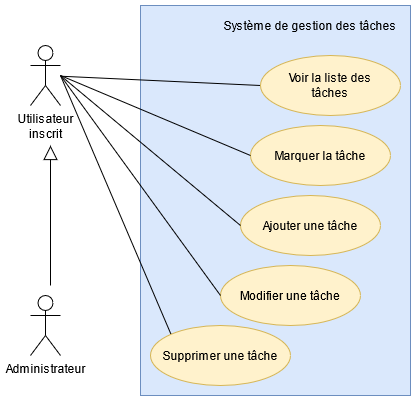 Système de gestion des tâches
Voir la liste des
tâches
Utilisateur
inscrit
Marquer la tâche
Ajouter une tâche
Modifier une tâche
Supprimer une tâche
Administrateur